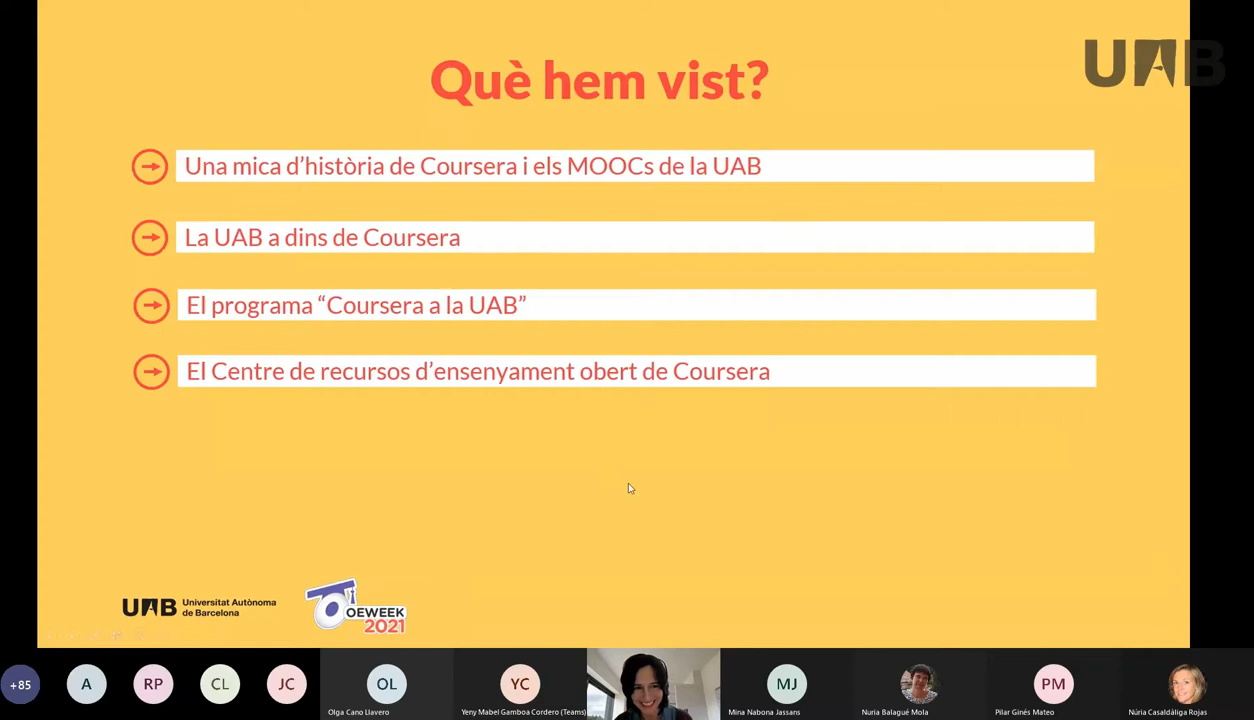 UAB
Què hem vist?
Una mica d’història de Coursera i els MOOCs de la UAB
La UAB a dins de Coursera
El programa “Coursera a la UAB”
El Centre de recursos d’ensenyament obert de Coursera
UAB Universitat Autònoma
de Barcelona
OEWEEK
2021
+85
A
RP
CL
JC
OL
YC
MJ
PM
Olga Cano Llavero
Yeny Mabel Gamboa Cordero (Teams)
Mina Nabona Jassans
Nuria Balagué Mola
Pilar Ginés Mateo
Núria Casaldáliga Rojas